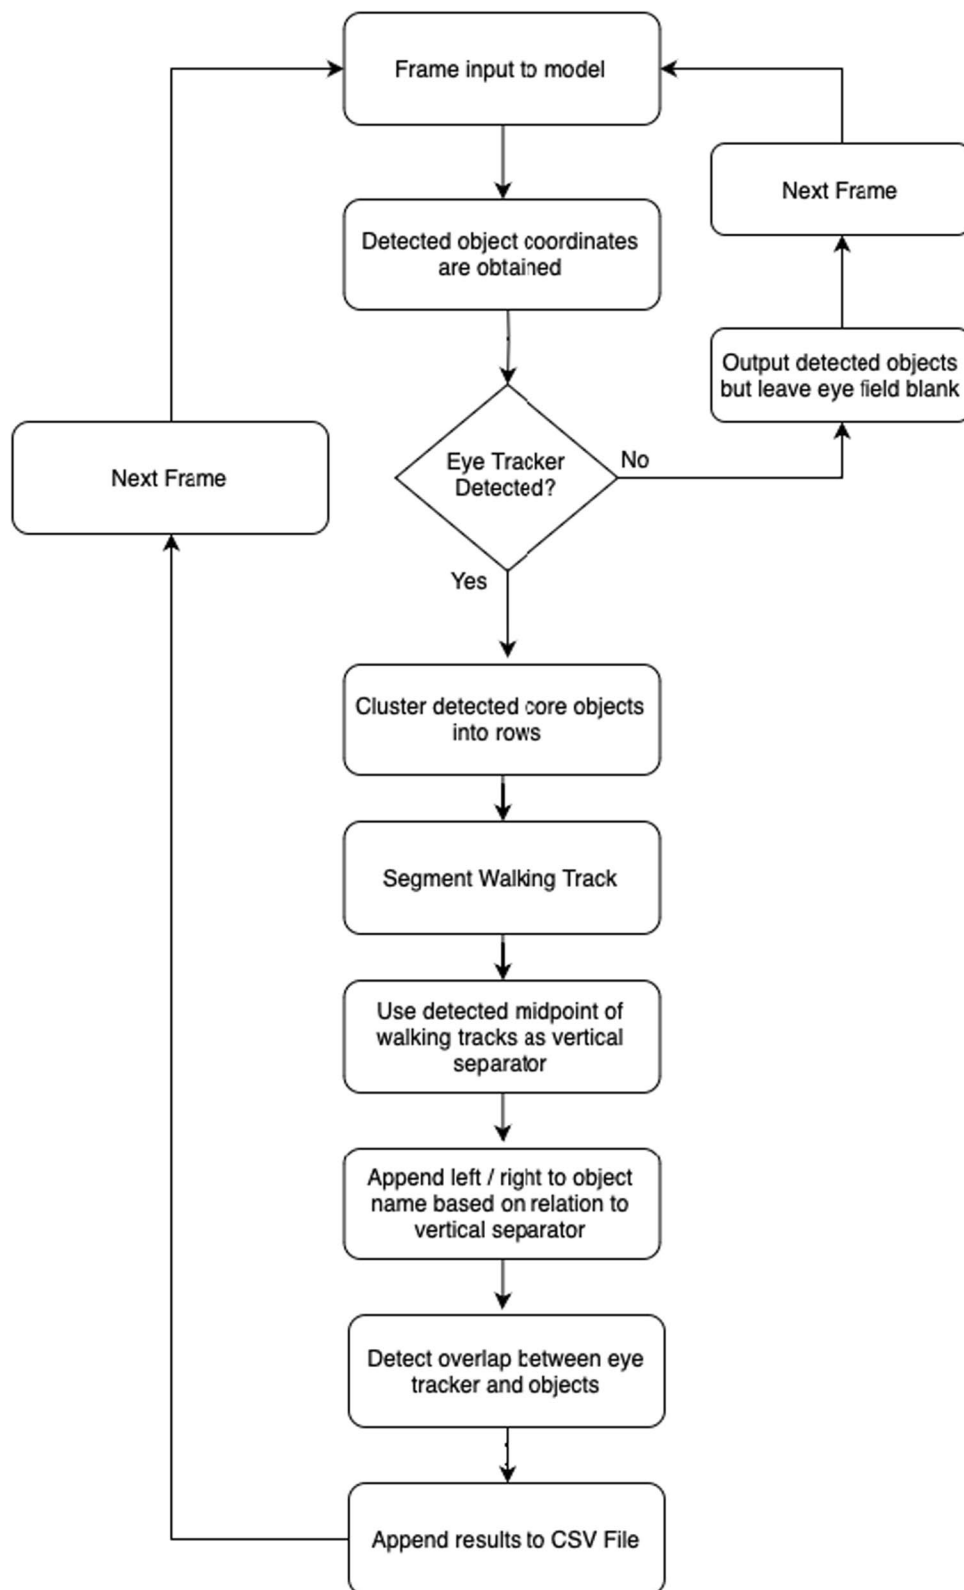 Frame input to model
Next Frame
Detected object coordinates
are obtained
Output detected objects
but leave eye field blank
Next Frame
Eye Tracker
Detected?
No
Yes
Cluster detected core objects
into rows
Segment Walking Track
Use detected midpoint of
walking tracks as vertical
separator
Append left / right to object
name based on relation to
vertical separator
Detect overlap between eye
tracker and objects
Append results to CSV File